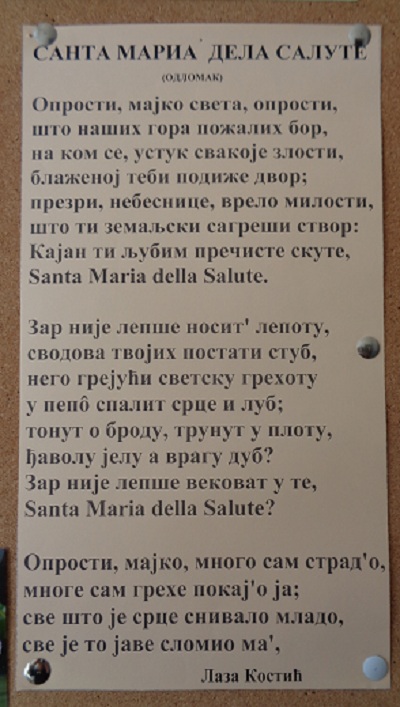 САНТА МАРИА ДЕЛА САЛУТЕ
(ОДЛОМАК)
Опрости, мајко света, опрости,
што наших гора пожалих бор,
на ком се, устук свакоје злости,
блаженој теби подиже двор;
презри, небеснице, врело милости,
што ти земаљски сагреши створ:
Кајан ти љубим пречисте скуте,
Santa Maria della Salute.
Зар није лепше носит' лепоту,
сводова твојих постати стуб,
него грејући светску грехоту
у пепô спалит срце и луб;
тонут о броду, трунут у плоту,
ђаволу јелу а врагу дуб?
Зар није лепше вековат у те,
Santa Maria della Salute?
Опрости, мајко, много сам страд'о,
многе сам грехе покај'о ја;
све што је срце снивало младо,
све је то јаве сломио ма',
Лаза Костић